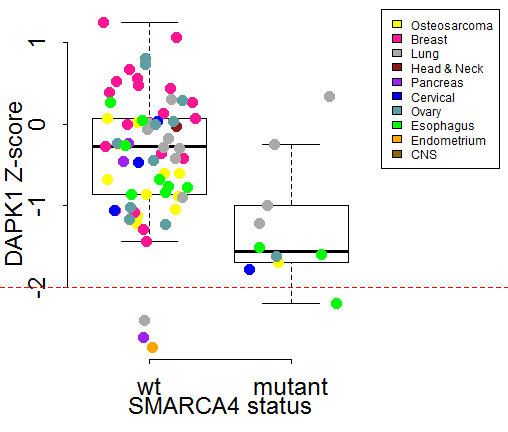 DAPK1 Z-score
1
0
-1
-2
Osteosarcoma
Breast
Lung
Head & Neck
Pancreas
Cervical
Ovary
Esophagus
Endometrium
CNS
wt mutant
SMARCA4 status